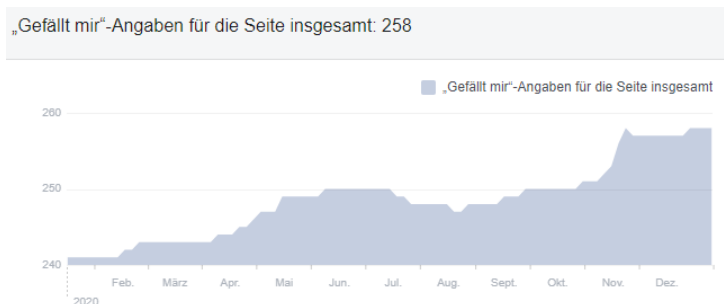 „Gefällt mir“-Angaben für die Seite insgesamt: 258
„Gefällt mir“-Angaben für die Seite insgesamt
260
250
240
Feb. März Apr. Mai Jun. Jul. Aug. Sept. Okt. Nov. Dez.
2020